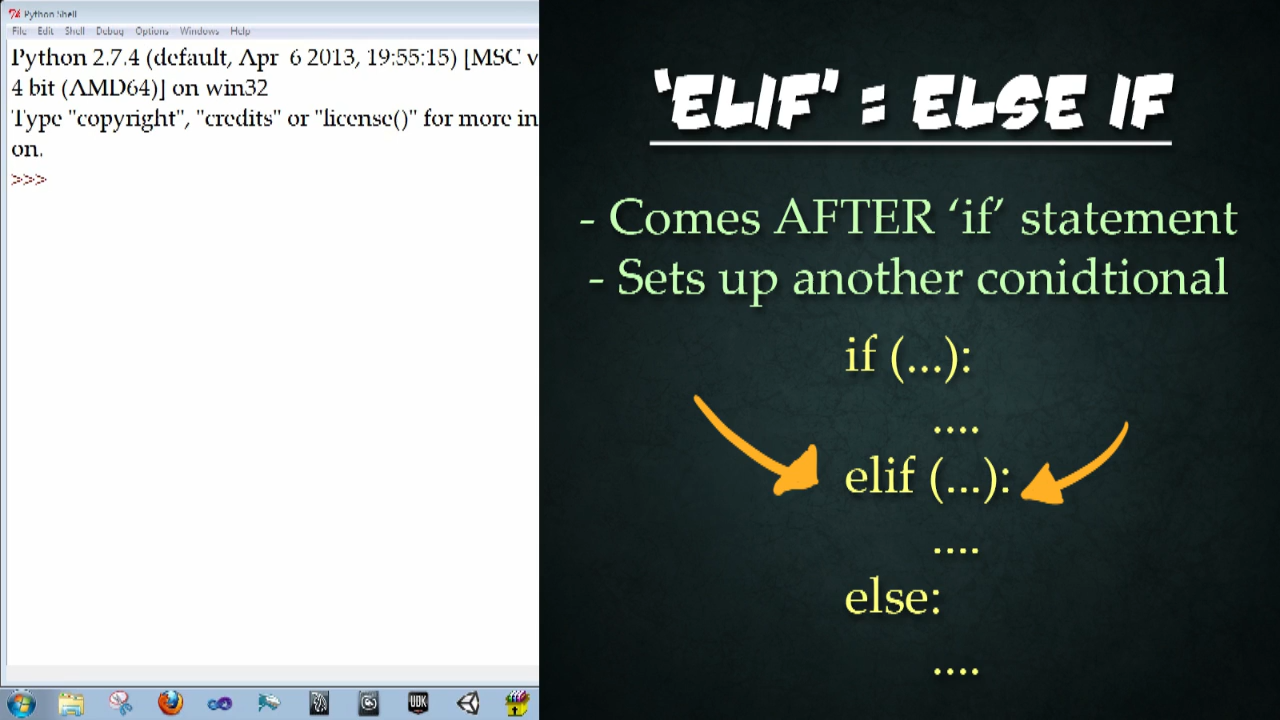 Python Shell
File Edit Shell Debug Options Windows Help
Python 2.7.4 (default, Apr 6 2013, 19:55:15) [MSC v
4 bit (AMD64)] on win32
Type "copyright", "credits" or "license()" for more in
on.
>>>
‘ELIF’ : ELSE IF
- Comes AFTER ‘if’ statement
- Sets up another conidtional
if (...):
....
elif (...):
....
else:
....
UDK